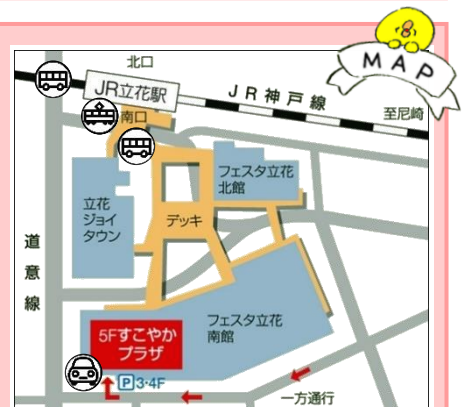 MAP
北口
JR立花駅
JR神戸線
南口
至尼崎
フェスタ立花
北館
立花
ジョイ
タウン
デッキ
道意線
フェスタ立花
南館
5Fすこやか
プラザ
P3・4F
一方通行